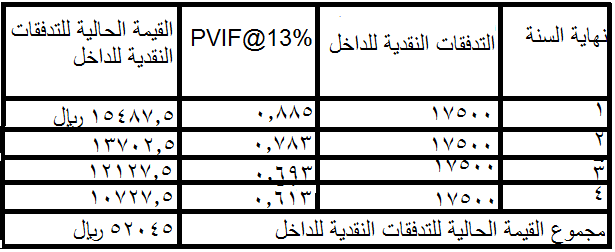 نهاية السنة التدفقات النقدية للداخل PVIF@13% القيمة الحالية للتدفقات
النقدية للداخل
١ ١٧٥٠٠ ٠,٨٨٥ ١٥٤٨٧,٥ ريال
٢ ١٧٥٠٠ ٠,٧٨٣ ١٣٧٠٢,٥
٣ ١٧٥٠٠ ٠,٦٩٣ ١٢١٢٧,٥
٤ ١٧٥٠٠ ٠,٦١٣ ١٠٧٢٧,٥
مجموع القيمة الحالية للتدفقات النقدية للداخل ٥٢٠٤٥ ريال